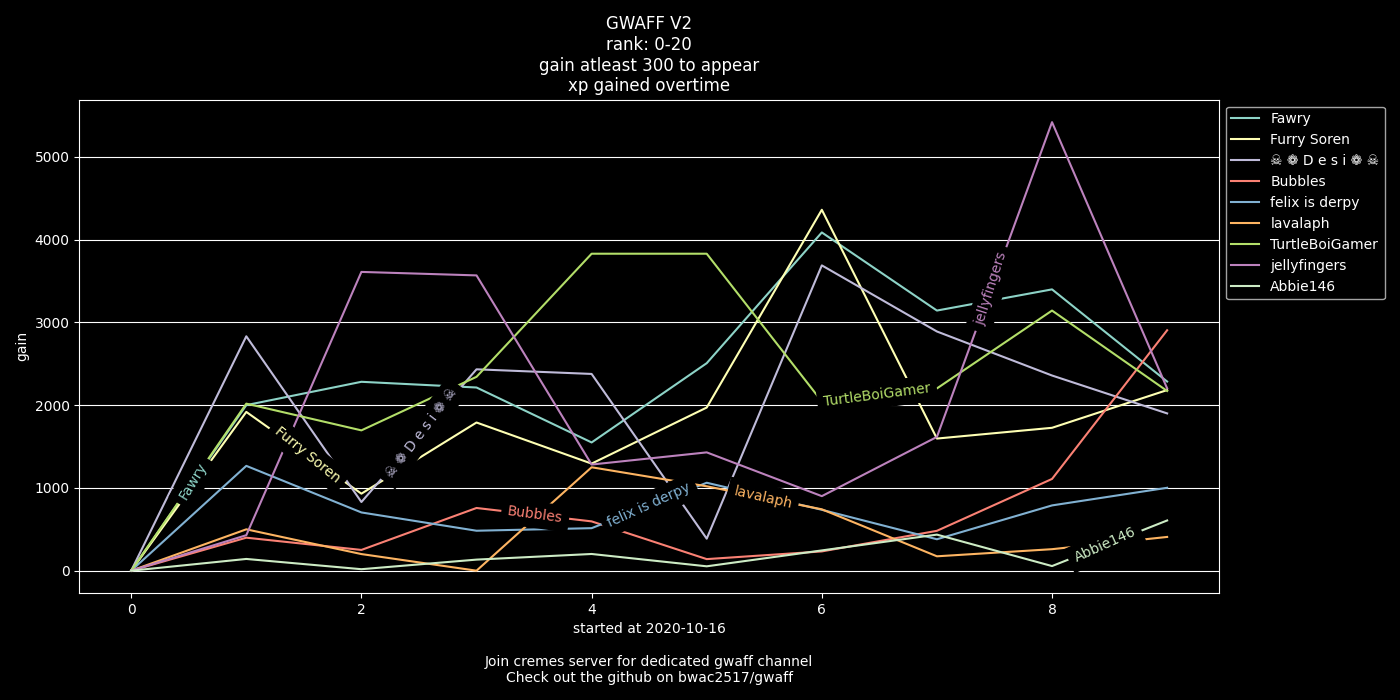 GWAFF V2
rank: 0-20
gain atleast 300 to appear
xp gained overtime
gain
5000
4000
3000
2000
1000
0
0
2
4
6
8
Fawry
Furry Soren
☠ ❁ D e s i ❁ ☠
Bubbles
felix is derpy
lavalaph
TurtleBoiGamer
jellyfingers
Abbie146
Fawry
Furry Soren
☠ ❁ D e s i ❁ ☠
Bubbles
felix is derpy
lavalaph
TurtleBoiGamer
jellyfingers
Abbie146
started at 2020-10-16
Join cremes server for dedicated gwaff channel
Check out the github on bwac2517/gwaff